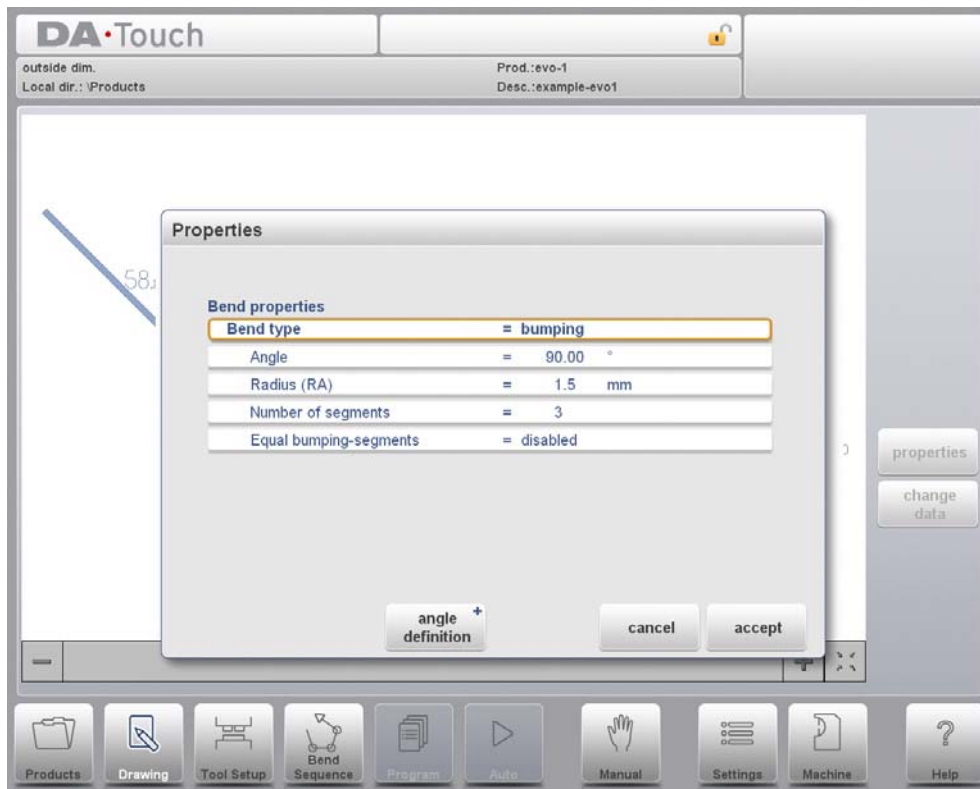 DA·Touch
outside dim.
Local dir.: \Products
Prod.:evo-1
Desc.:example-evo1
58
Properties
Bend properties
Bend type = bumping
Angle = 90.00 °
Radius (RA) = 1.5 mm
Number of segments = 3
Equal bumping-segments = disabled
angle +
definition
cancel
accept
properties
change
data
Products
Drawing
Tool Setup
Bend
Sequence
Program
Auto
Manual
Settings
Machine
Help